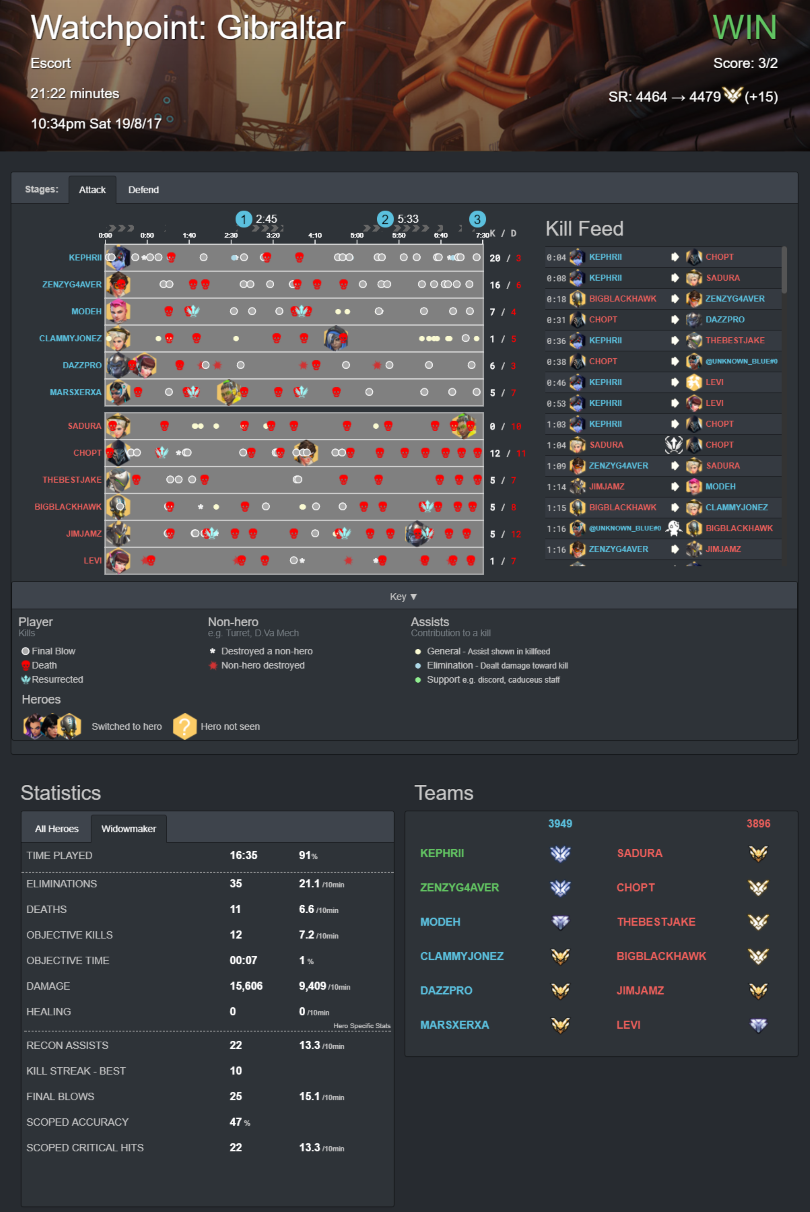 Watchpoint: Gibraltar
WIN
Escort
Score: 3/2
21:22 minutes
SR: 4464 → 4479 (+15)
10:34pm Sat 19/8/17
Stages: Attack Defend
1 2:45 2 5:33 3
0:00 0:50 1:40 2:30 3:20 4:10 5:00 5:50 6:40 7:30 K / D
KEPHRII 20 / 3
ZENZYG4AVER 16 / 6
MODEH 7 / 4
CLAMMYJONEZ 1 / 5
DAZZPRO 6 / 3
MARSXERXA 5 / 7
SADURA 0 / 10
CHOPT 12 / 11
THEBESTJAKE 5 / 7
BIGBLACKHAWK 5 / 8
JIMJAMZ 5 / 12
LEVI 1 / 7
Kill Feed
0:04 KEPHRII CHOPT
0:08 KEPHRII SADURA
0:18 BIGBLACKHAWK ZENZYG4AVER
0:31 CHOPT DAZZPRO
0:36 KEPHRII THEBESTJAKE
0:38 CHOPT @UNKNOWN_BLUE#0
0:46 KEPHRII LEVI
0:53 KEPHRII LEVI
1:03 KEPHRII CHOPT
1:04 SADURA CHOPT
1:09 ZENZYG4AVER SADURA
1:14 JIMJAMZ MODEH
1:15 BIGBLACKHAWK CLAMMYJONEZ
1:16 @UNKNOWN_BLUE#0 BIGBLACKHAWK
1:16 ZENZYG4AVER JIMJAMZ
Key ▼
Player
Kills
Final Blow
Death
Resurrected
Non-hero
e.g. Turret, D.Va Mech
Destroyed a non-hero
Non-hero destroyed
Assists
Contribution to a kill
General - Assist shown in killfeed
Elimination - Dealt damage toward kill
Support e.g. discord, caduceus staff
Heroes
Switched to hero
? Hero not seen
Statistics
All Heroes Widowmaker
TIME PLAYED 16:35 91%
ELIMINATIONS 35 21.1 /10min
DEATHS 11 6.6 /10min
OBJECTIVE KILLS 12 7.2 /10min
OBJECTIVE TIME 00:07 1 %
DAMAGE 15,606 9,409 /10min
HEALING 0 0 /10min
Hero Specific Stats
RECON ASSISTS 22 13.3 /10min
KILL STREAK - BEST 10
FINAL BLOWS 25 15.1 /10min
SCOPED ACCURACY 47 %
SCOPED CRITICAL HITS 22 13.3 /10min
Teams
3949 3896
KEPHRII SADURA
ZENZYG4AVER CHOPT
MODEH THEBESTJAKE
CLAMMYJONEZ BIGBLACKHAWK
DAZZPRO JIMJAMZ
MARSXERXA LEVI